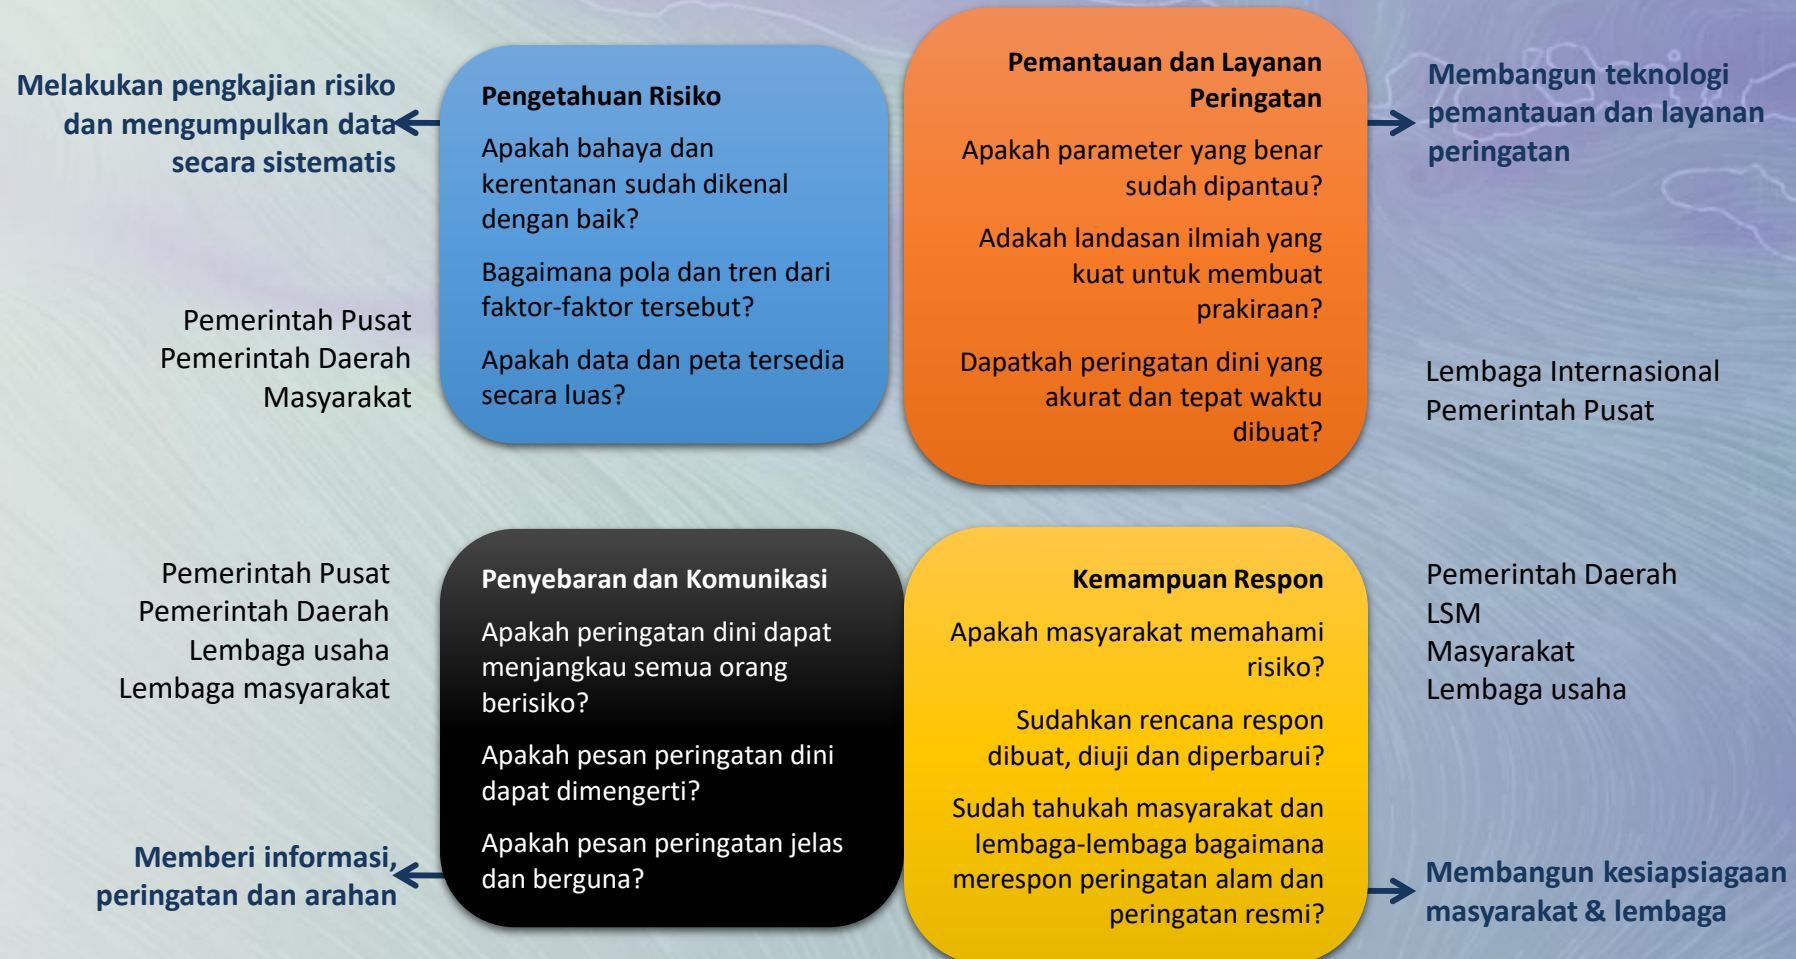 Melakukan pengkajian risiko
dan mengumpulkan data
secara sistematis
Pemerintah Pusat
Pemerintah Daerah
Masyarakat
Pengetahuan Risiko
Apakah bahaya dan
kerentanan sudah dikenal
dengan baik?
Bagaimana pola dan tren dari
faktor-faktor tersebut?
Apakah data dan peta tersedia
secara luas?
Pemantauan dan Layanan
Peringatan
Apakah parameter yang benar
sudah dipantau?
Adakah landasan ilmiah yang
kuat untuk membuat
prakiraan?
Dapatkah peringatan dini yang
akurat dan tepat waktu
dibuat?
Membangun teknologi
pemantauan dan layanan
peringatan
Lembaga Internasional
Pemerintah Pusat
Pemerintah Pusat
Pemerintah Daerah
Lembaga usaha
Lembaga masyarakat
Memberi informasi,
peringatan dan arahan
Penyebaran dan Komunikasi
Apakah peringatan dini dapat
menjangkau semua orang
berisiko?
Apakah pesan peringatan dini
dapat dimengerti?
Apakah pesan peringatan jelas
dan berguna?
Kemampuan Respon
Apakah masyarakat memahami
risiko?
Sudahkan rencana respon
dibuat, diuji dan diperbarui?
Sudah tahukah masyarakat dan
lembaga-lembaga bagaimana
merespon peringatan alam dan
peringatan resmi?
Pemerintah Daerah
LSM
Masyarakat
Lembaga usaha
Membangun kesiapsiagaan
masyarakat & lembaga